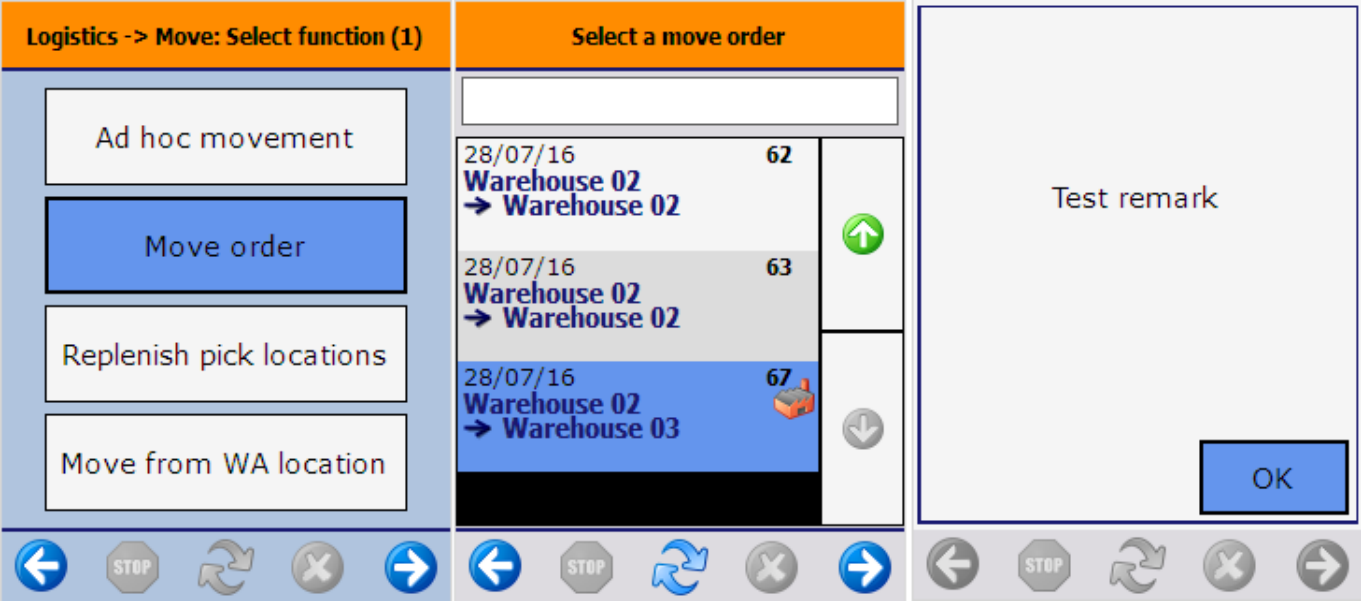 Logistics -> Move: Select function (1)
Ad hoc movement
Move order
Replenish pick locations
Move from WA location
STOP
Select a move order
28/07/16 62
Warehouse 02
→ Warehouse 02
28/07/16 63
Warehouse 02
→ Warehouse 02
28/07/16 67
Warehouse 02
→ Warehouse 03
STOP
Test remark
OK
STOP